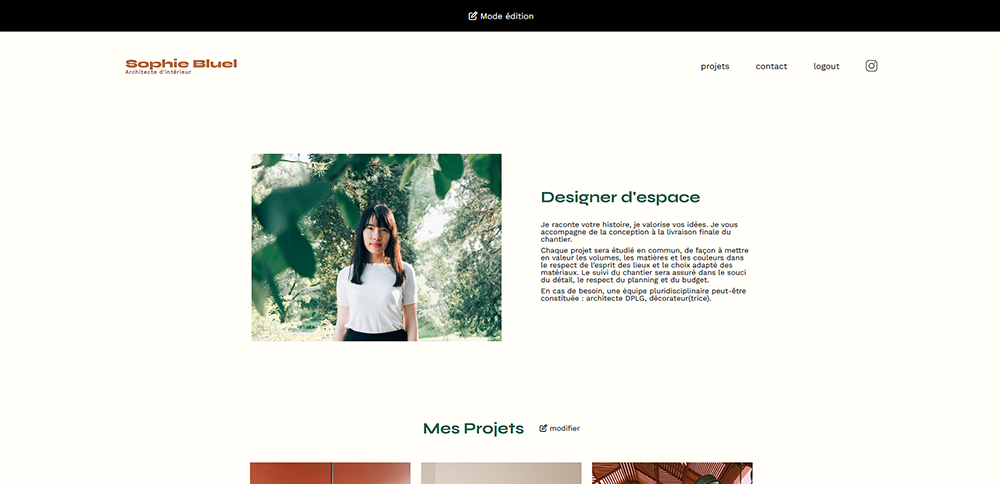 Mode édition
Sophie Bluel
Architecte d'intérieur
projets
contact
logout
Designer d'espace
Je raconte votre histoire, je valorise vos idées. Je vous
accompagne de la conception à la livraison finale du
chantier.
Chaque projet sera étudié en commun, de façon à mettre
en valeur les volumes, les matières et les couleurs dans
le respect de l'esprit des lieux et le choix adapté des
matériaux. Le suivi du chantier sera assuré dans le souci
du détail, le respect du planning et du budget.
En cas de besoin, une équipe pluridisciplinaire peut-être
constituée : architecte DPLG, décorateur(trice).
Mes Projets
modifier